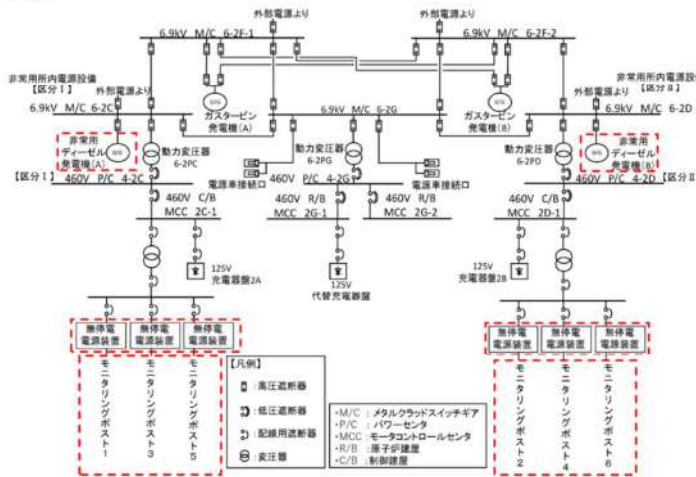 外部電源より
外部電源より
6.9kV M/C 6-2F-1
6.9kV M/C 6-2F-2
非常用所内電源設備
【区分Ⅰ】
外部電源より
6.9kV M/C 6-2C
ガスタービン
発電機(A)
6.9kV M/C 6-2G
ガスタービン
発電機(B)
非常用所内電源設
【区分Ⅱ】
外部電源より
6.9kV M/C 6-2D
非常用
ディーゼル
発電機(A)
動力変圧器
6-2PC
動力変圧器
6-2PG
動力変圧器
6-2PD
非常用
ディーゼル
発電機(B)
電源車接続口
電源車接続口
【区分Ⅰ】
460V P/C 4-2C
460V P/C 4-2G
460V P/C 4-2D
【区分Ⅱ
460V C/B
MCC 2C-1
460V R/B
MCC 2G-1
460V R/B
MCC 2G-2
460V C/B
MCC 2D-1
125V
充電器盤2A
125V
代替充電器盤
125V
充電器盤2B
無停電
電源装置
無停電
電源装置
無停電
電源装置
無停電
電源装置
無停電
電源装置
無停電
電源装置
モニタリングポスト1
モニタリングポスト3
モニタリングポスト5
モニタリングポスト2
モニタリングポスト4
モニタリングポスト6
【凡例】
:高圧遮断器
:低圧遮断器
:配線用遮断器
:変圧器
・M/C :メタルクラッドスイッチギア
・P/C :パワーセンタ
・MCC :モータコントロールセンタ
・R/B :原子炉建屋
・C/B :制御建屋